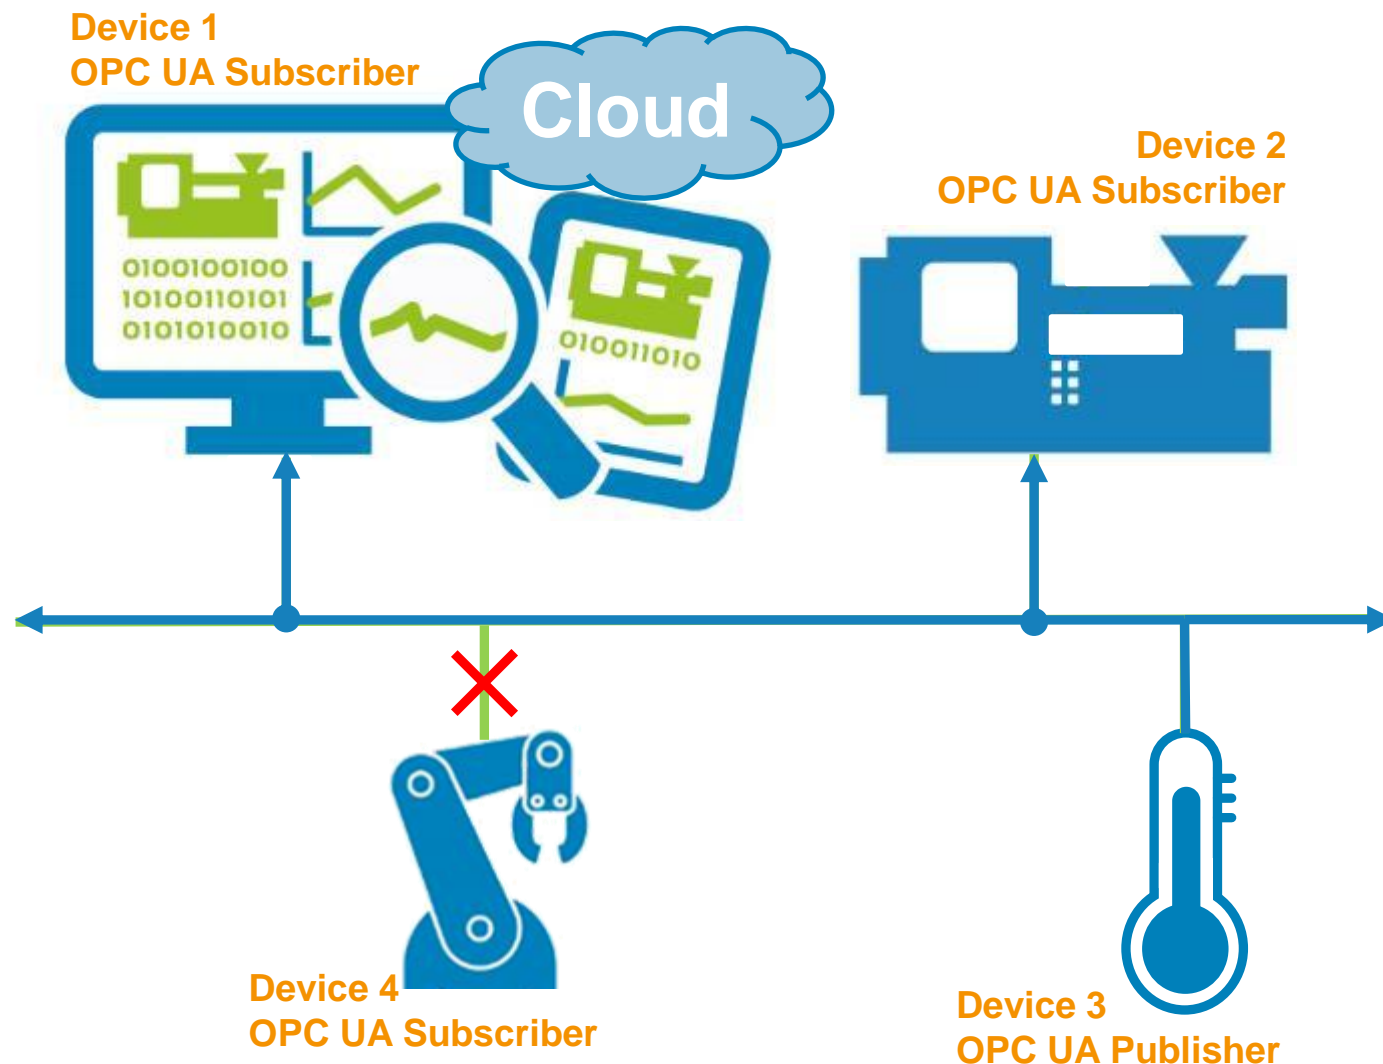 Device 1
OPC UA Subscriber
Cloud
Device 2
OPC UA Subscriber
0100100100
10100110101
0101010010
010011010
Device 4
OPC UA Subscriber
Device 3
OPC UA Publisher